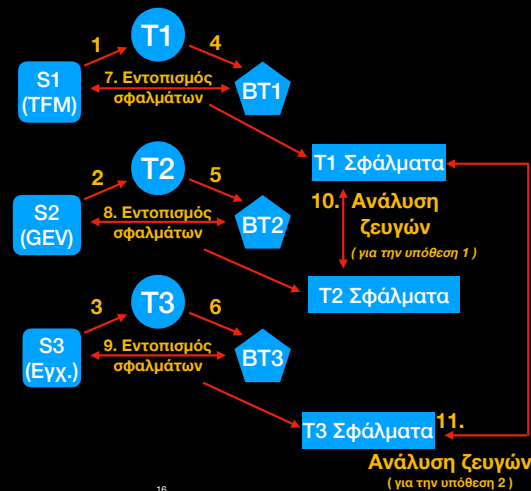 1
T1
4
S1
(TFM)
7. Εντοπισμός
σφαλμάτων
BT1
T1 Σφάλματα
2
T2
5
S2
(GEV)
8. Εντοπισμός
σφαλμάτων
BT2
10. Ανάλυση
ζευγών
( για την υπόθεση 1 )
T2 Σφάλματα
3
T3
6
S3
(Εγχ.)
9. Εντοπισμός
σφαλμάτων
BT3
T3 Σφάλματα
11.
Ανάλυση ζευγών
( για την υπόθεση 2 )
16